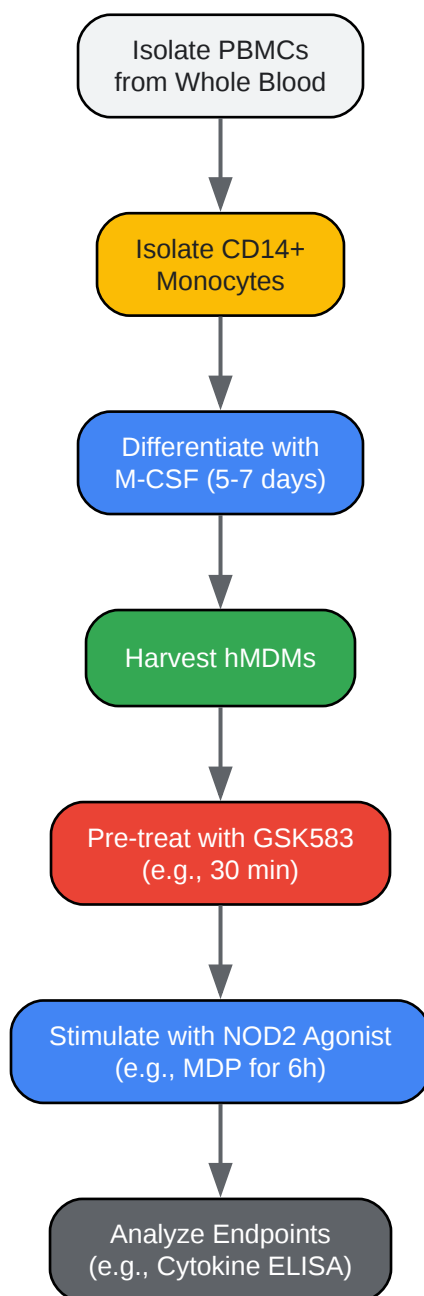 Isolate PBMCs
from Whole Blood
Isolate CD14+
Monocytes
Differentiate with
M-CSF (5-7 days)
Harvest hMDMs
Pre-treat with GSK583
(e.g., 30 min)
Stimulate with NOD2 Agonist
(e.g., MDP for 6h)
Analyze Endpoints
(e.g., Cytokine ELISA)